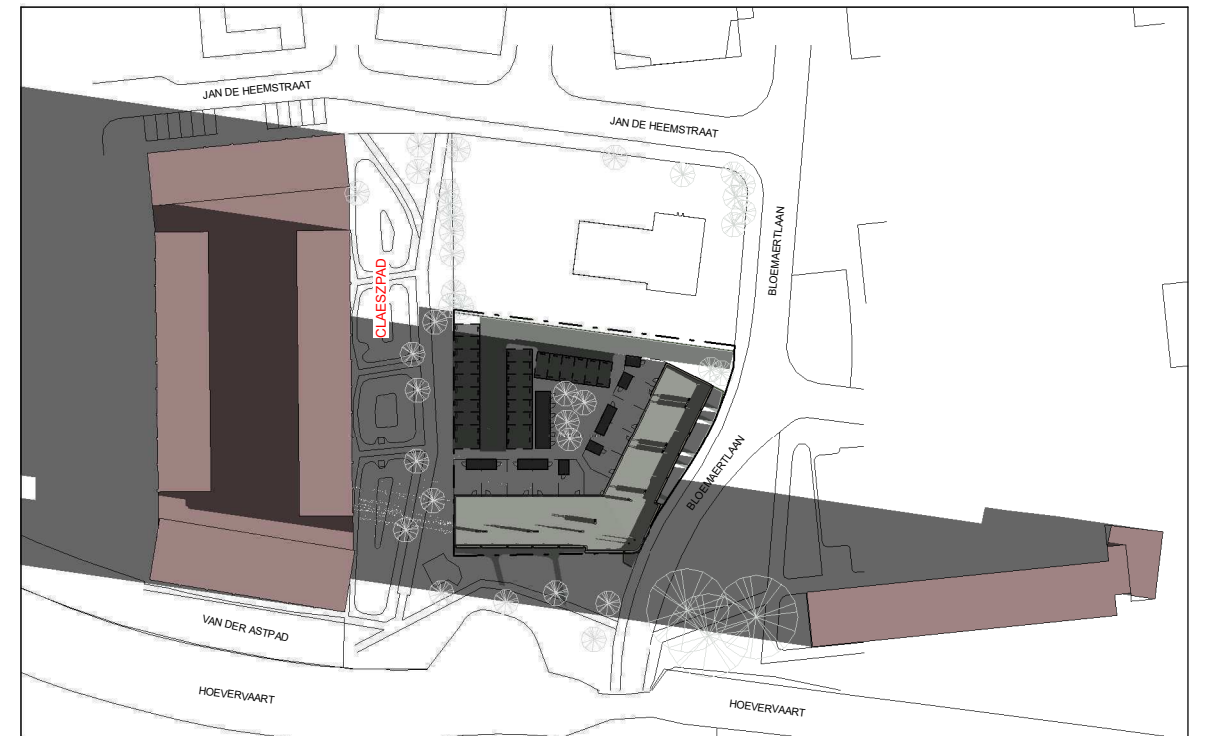 JAN DE HEEMSTRAAT
JAN DE HEEMSTRAAT
BLOEMAERTLAAN
CLAESZPAD
BLOEMAERTLAAN
VAN DER ASTPAD
HOEVERVAART
HOEVERVAART